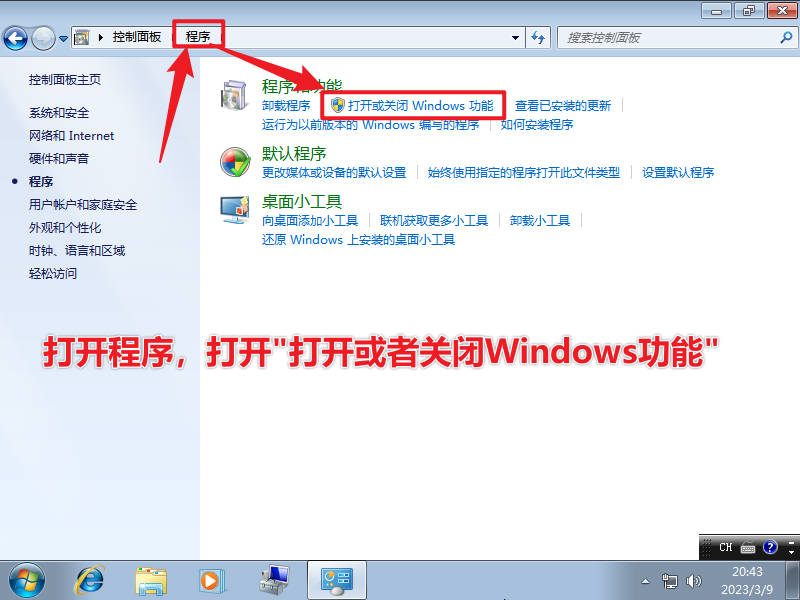 控制面板 程序 搜索控制面板
控制面板主页
系统和安全
网络和 Internet
硬件和声音
程序
用户帐户和家庭安全
外观和个性化
时钟、语言和区域
轻松访问
程序和功能
卸载程序 打开或关闭 Windows 功能 查看已安装的更新
运行为以前版本的 Windows 编写的程序 如何安装程序
默认程序
更改媒体或设备的默认设置 始终使用指定的程序打开此文件类型 设置默认程序
桌面小工具
向桌面添加小工具 联机获取更多小工具 卸载小工具
还原 Windows 上安装的桌面小工具
打开程序，打开"打开或者关闭Windows功能"
CH
20:43
2023/3/9